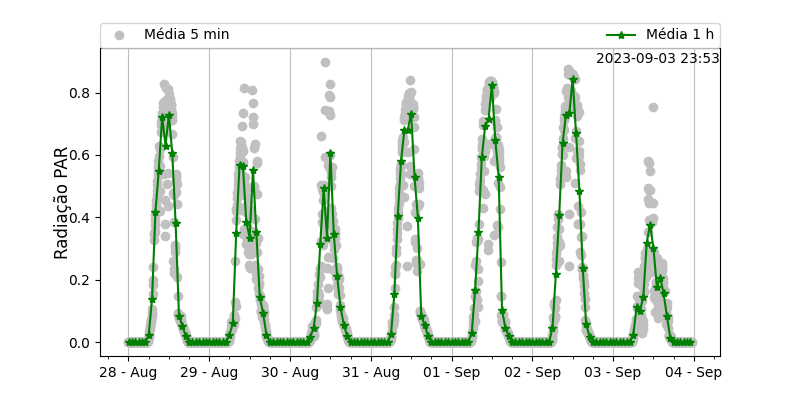 Média 5 min
Média 1 h
2023-09-03 23:53
Radiação PAR
0.8
0.6
0.4
0.2
0.0
28 - Aug
29 - Aug
30 - Aug
31 - Aug
01 - Sep
02 - Sep
03 - Sep
04 - Sep